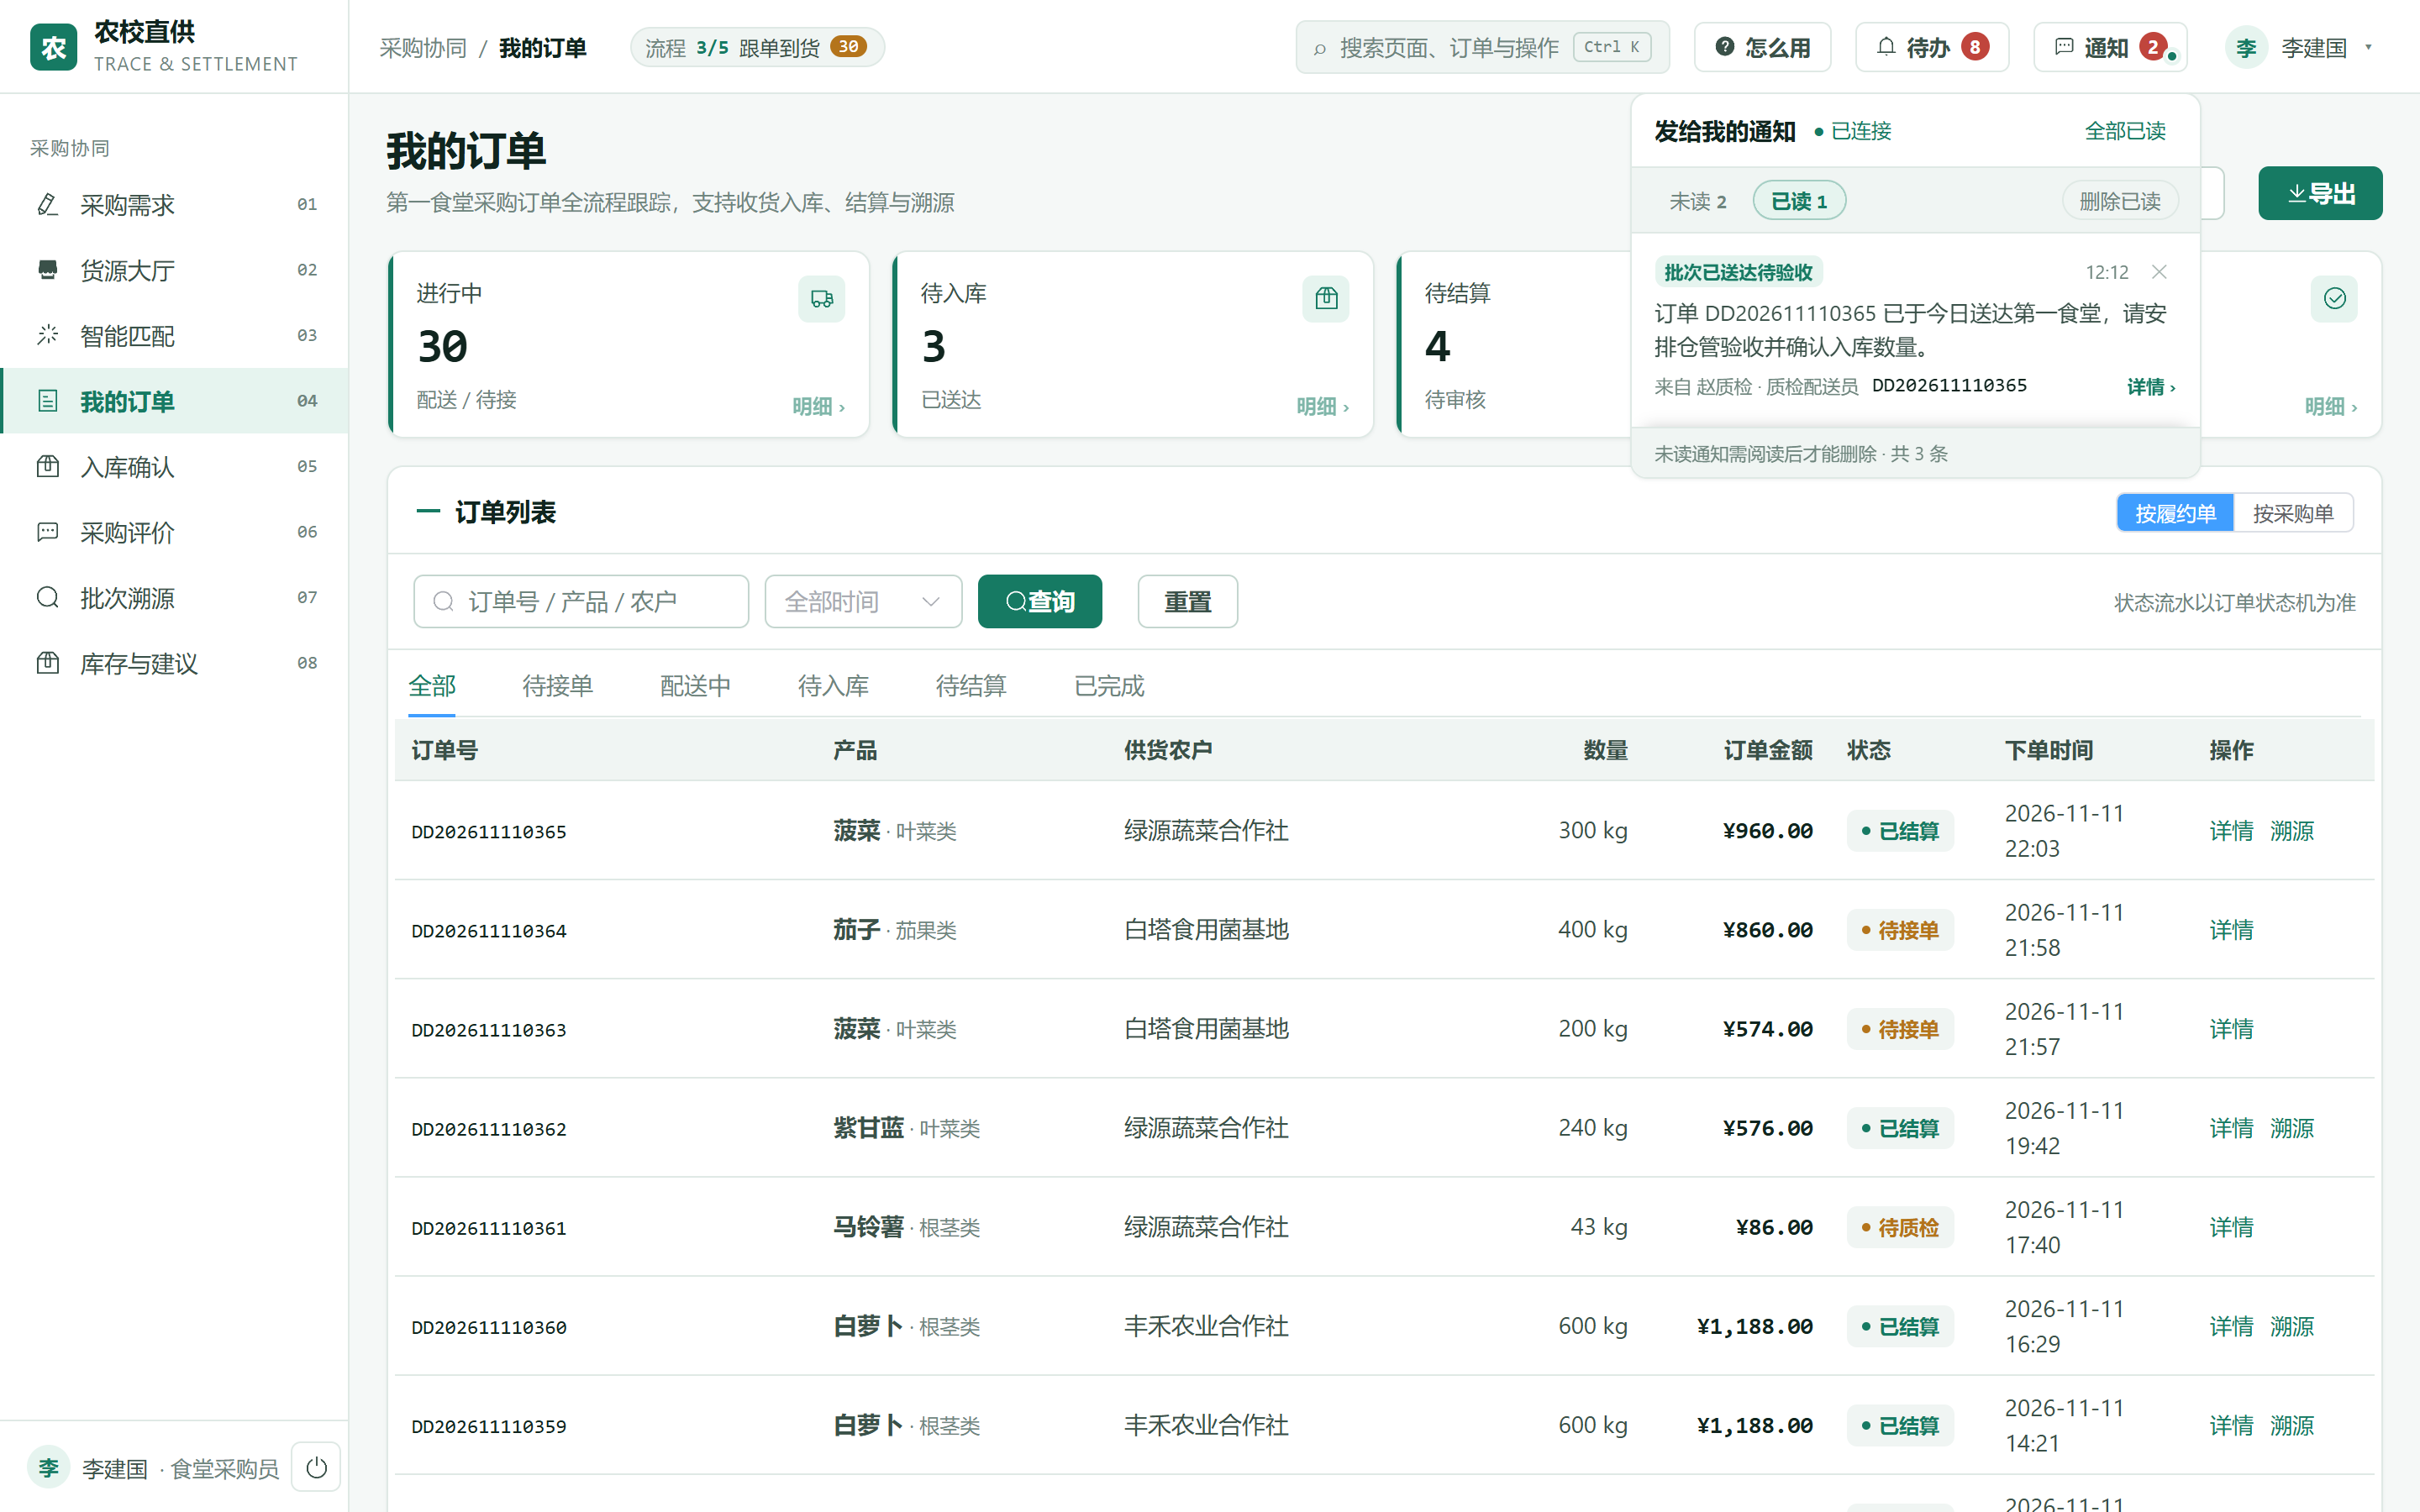 农
农校直供
TRACE & SETTLEMENT
采购协同 / 我的订单
流程 3/5 跟单到货 30
搜索页面、订单与操作 Ctrl K
怎么用
待办 8
通知 2
李 李建国
采购协同
采购需求 01
货源大厅 02
智能匹配 03
我的订单 04
入库确认 05
采购评价 06
批次溯源 07
库存与建议 08
李 李建国 · 食堂采购员
我的订单
第一食堂采购订单全流程跟踪，支持收货入库、结算与溯源
导出
发给我的通知 已连接 全部已读
未读 2 已读 1 删除已读
批次已送达待验收 12:12
订单 DD202611110365 已于今日送达第一食堂，请安
排仓管验收并确认入库数量。
来自 赵质检 · 质检配送员 DD202611110365 详情 ›
未读通知需阅读后才能删除 · 共 3 条
进行中
30
配送 / 待接 明细 ›
待入库
3
已送达 明细 ›
待结算
4
待审核
明细 ›
订单列表
按履约单 按采购单
订单号 / 产品 / 农户 全部时间 查询 重置 状态流水以订单状态机为准
全部 待接单 配送中 待入库 待结算 已完成
订单号 产品 供货农户 数量 订单金额 状态 下单时间 操作
DD202611110365 菠菜 · 叶菜类 绿源蔬菜合作社 300 kg ¥960.00 已结算 2026-11-11 22:03 详情 溯源
DD202611110364 茄子 · 茄果类 白塔食用菌基地 400 kg ¥860.00 待接单 2026-11-11 21:58 详情
DD202611110363 菠菜 · 叶菜类 白塔食用菌基地 200 kg ¥574.00 待接单 2026-11-11 21:57 详情
DD202611110362 紫甘蓝 · 叶菜类 绿源蔬菜合作社 240 kg ¥576.00 已结算 2026-11-11 19:42 详情 溯源
DD202611110361 马铃薯 · 根茎类 绿源蔬菜合作社 43 kg ¥86.00 待质检 2026-11-11 17:40 详情
DD202611110360 白萝卜 · 根茎类 丰禾农业合作社 600 kg ¥1,188.00 已结算 2026-11-11 16:29 详情 溯源
DD202611110359 白萝卜 · 根茎类 丰禾农业合作社 600 kg ¥1,188.00 已结算 2026-11-11 14:21 详情 溯源
2026-11-11